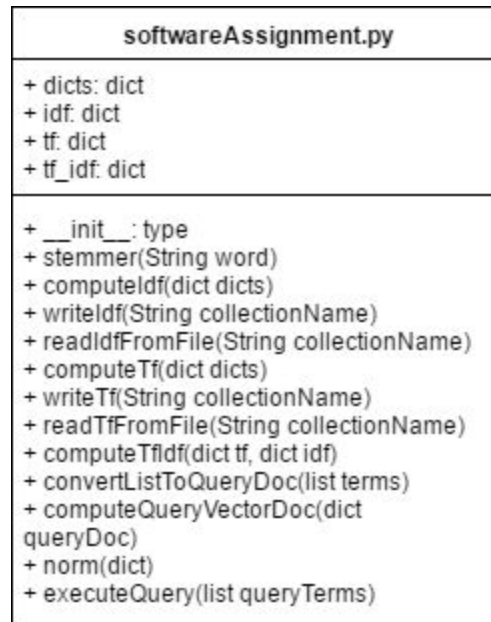 softwareAssignment.py
+ dicts: dict
+ idf: dict
+ tf: dict
+ tf_idf: dict
+ __init__: type
+ stemmer(String word)
+ computeIdf(dict dicts)
+ writeIdf(String collectionName)
+ readIdfFromFile(String collectionName)
+ computeTf(dict dicts)
+ writeTf(String collectionName)
+ readTfFromFile(String collectionName)
+ computeTfIdf(dict tf, dict idf)
+ convertListToQueryDoc(list terms)
+ computeQueryVectorDoc(dict
queryDoc)
+ norm(dict)
+ executeQuery(list queryTerms)